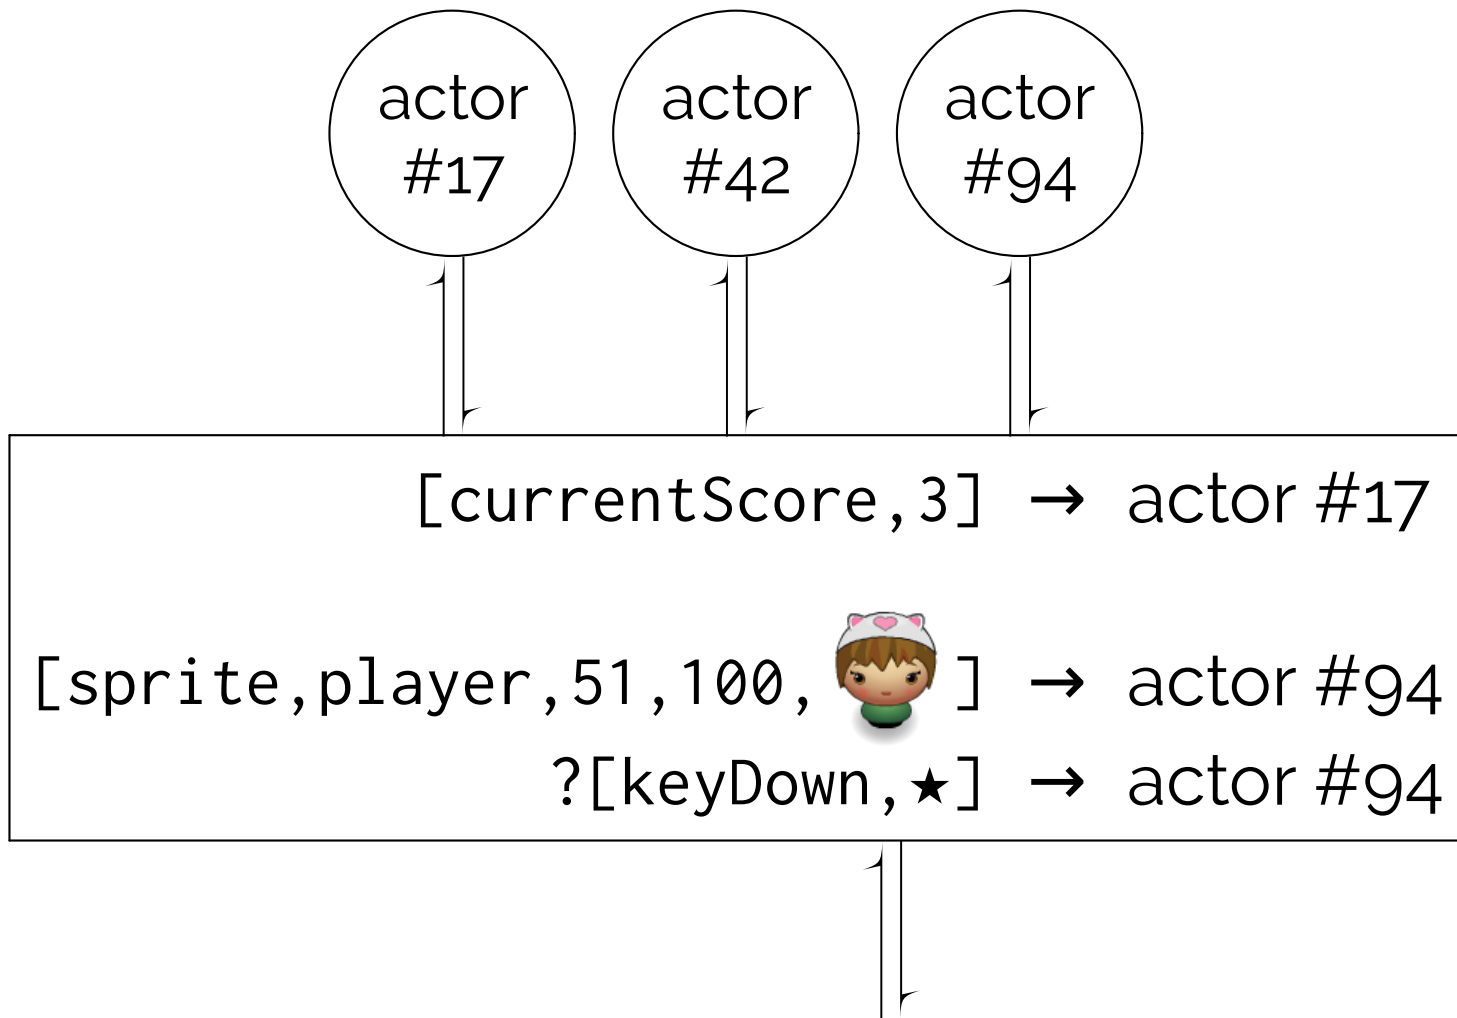 actor
#17
actor
#42
actor
#94
[currentScore,3] → actor #17
[sprite,player,51,100, ] → actor #94
?[keyDown,★] → actor #94